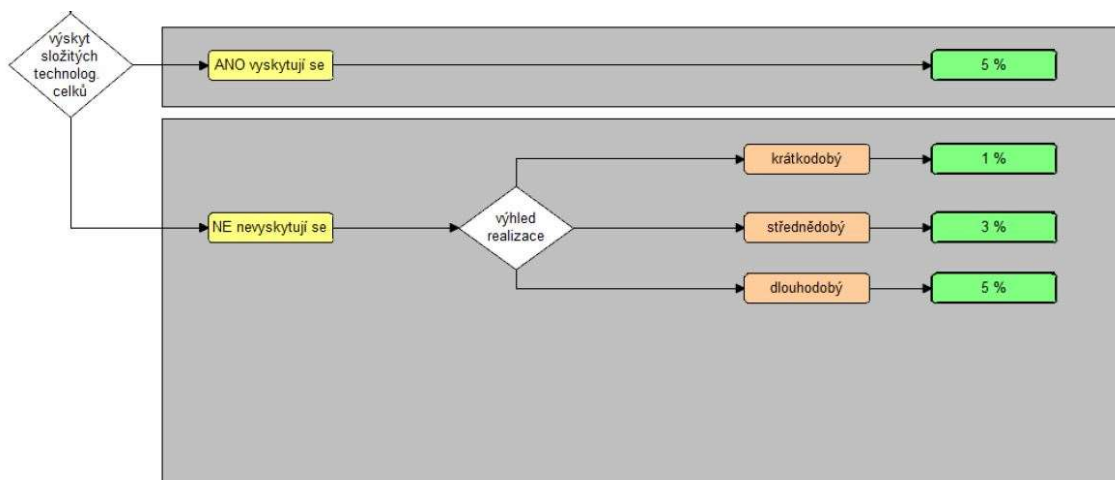 výskyt
složitých
technolog.
celků
ANO vyskytují se
5 %
krátkodobý
1 %
NE nevyskytují se
výhled
realizace
střednědobý
3 %
dlouhodobý
5 %